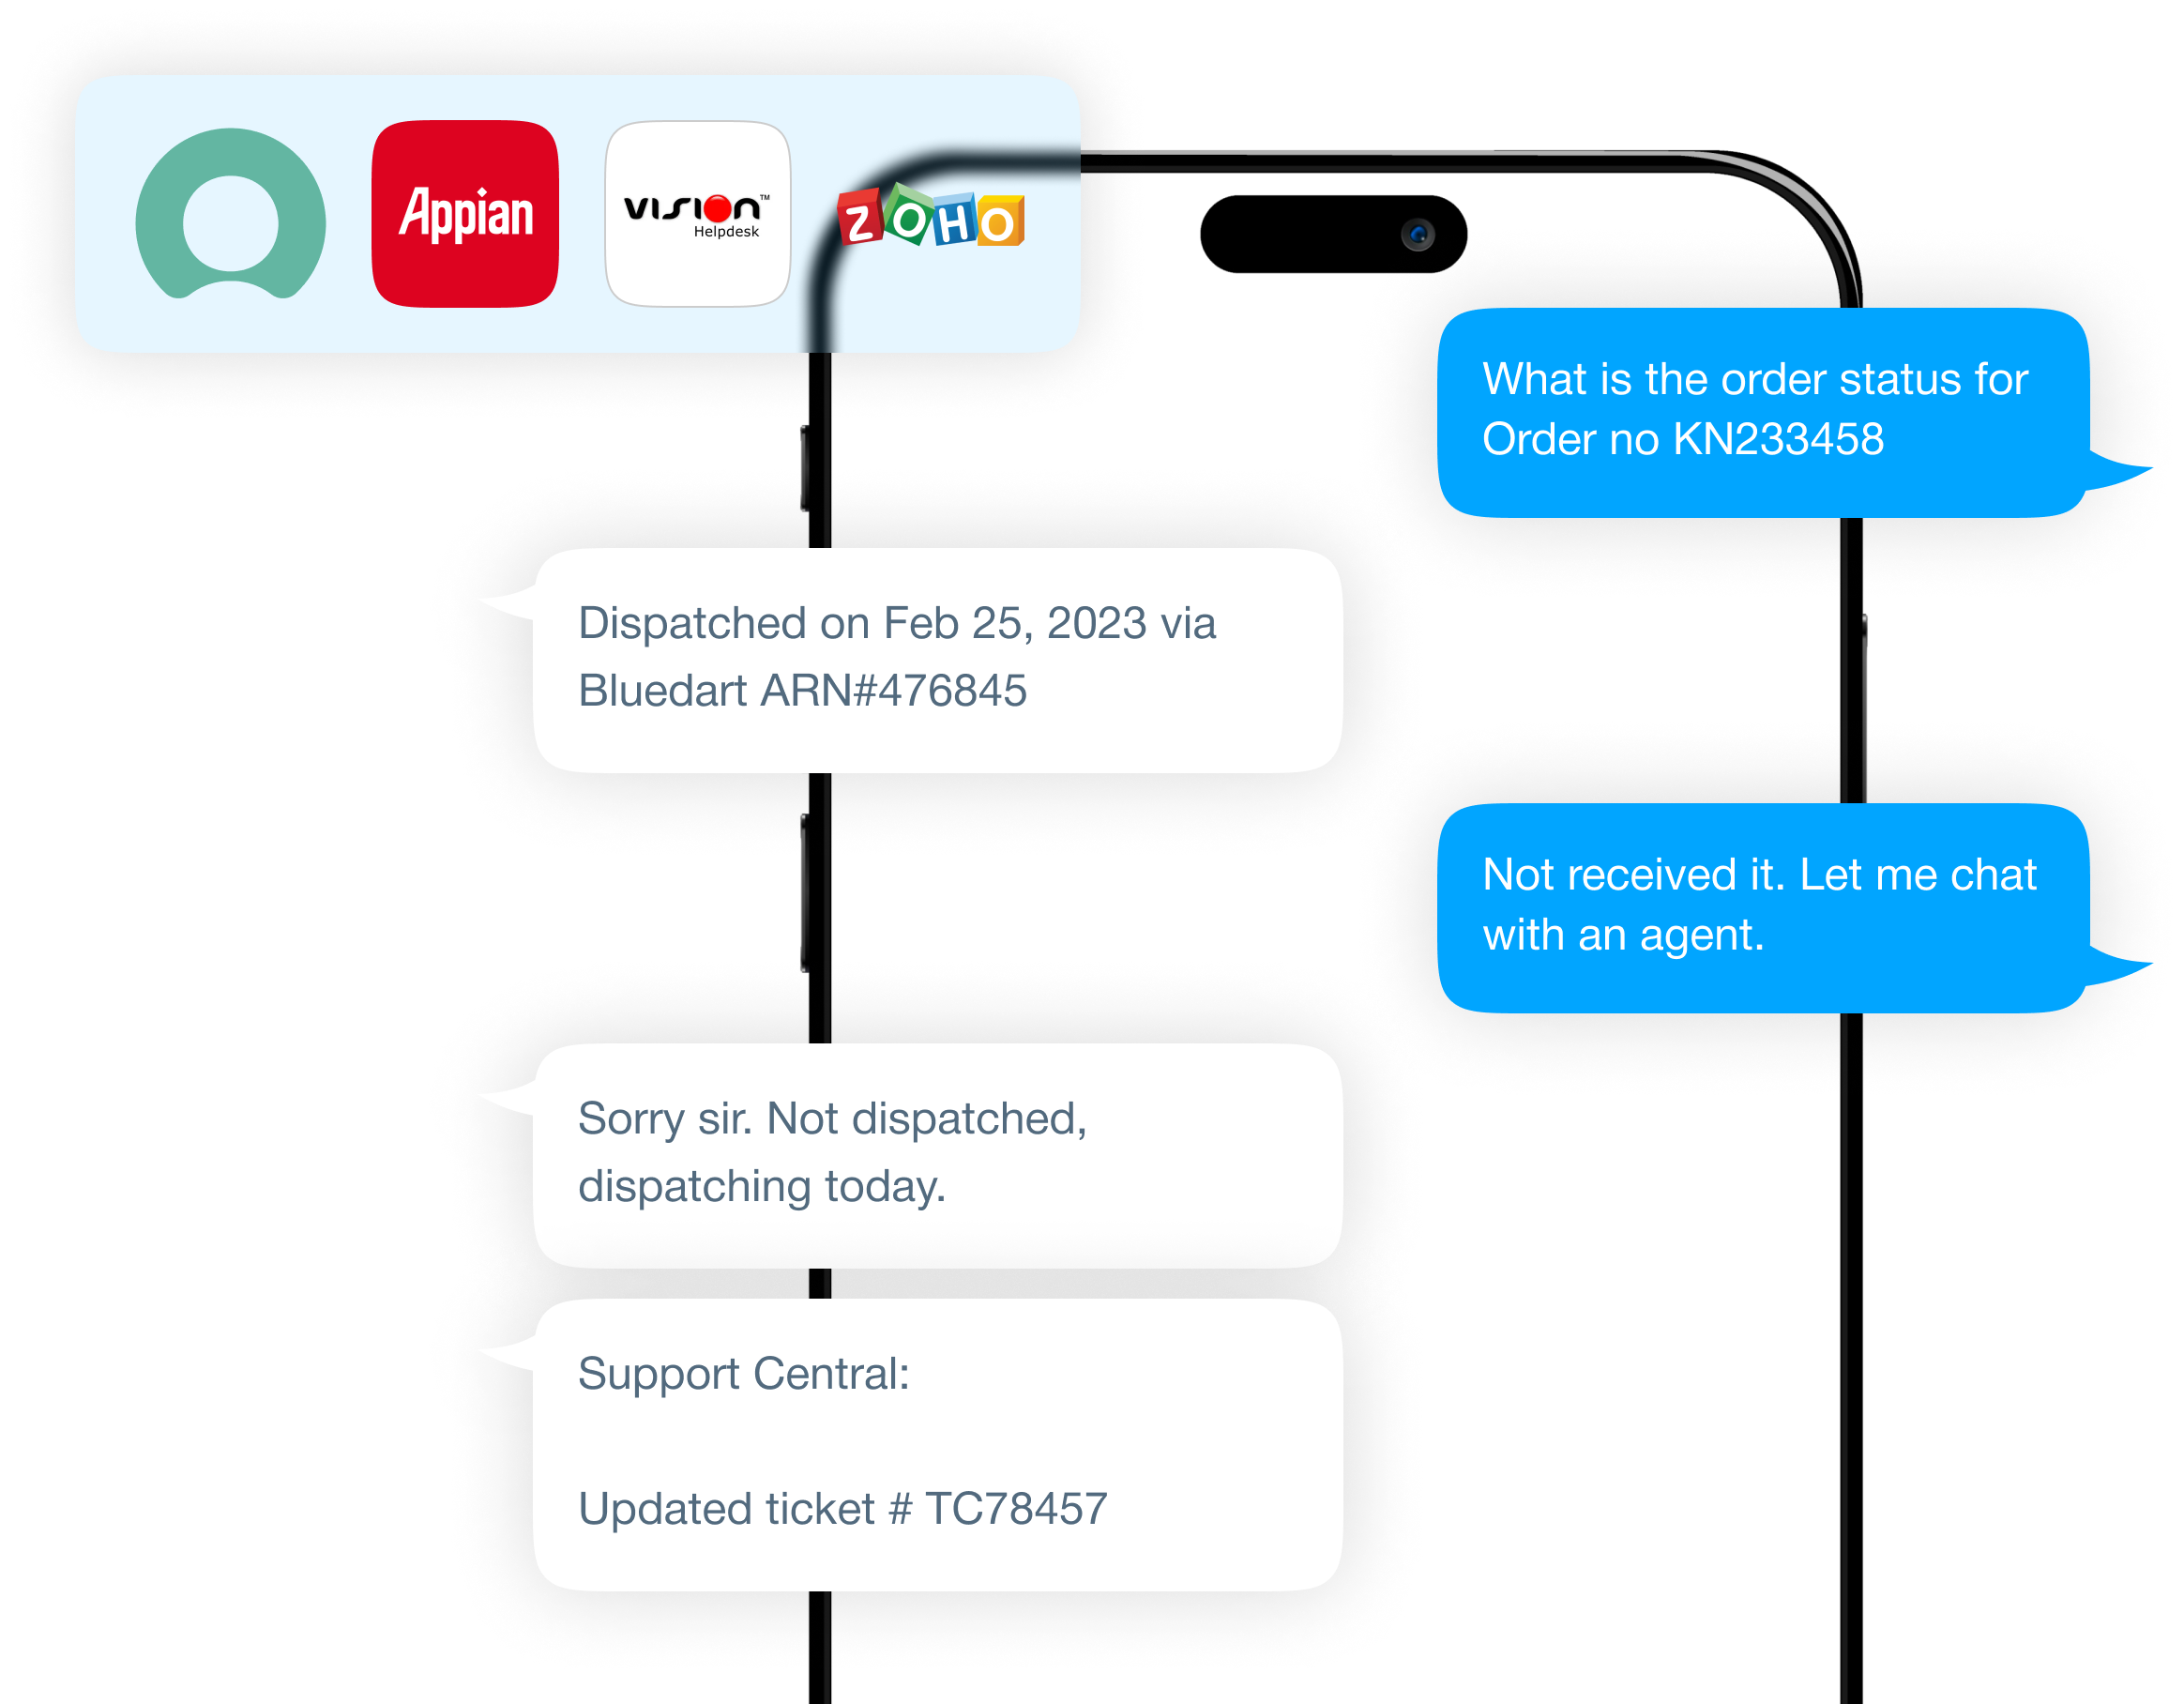 Appian
VISION™
Helpdesk
ZOHO
What is the order status for
Order no KN233458
Dispatched on Feb 25, 2023 via
Bluedart ARN#476845
Not received it. Let me chat
with an agent.
Sorry sir. Not dispatched,
dispatching today.
Support Central:
Updated ticket # TC78457